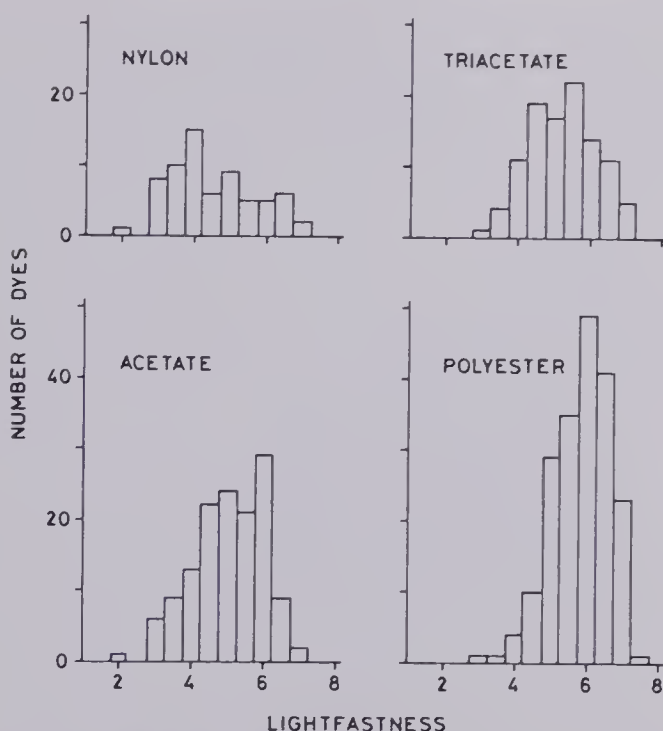 NYLON
TRIACETATE
20
0
ACETATE
POLYESTER
40
20
0
2 4 6 8
2 4 6 8
NUMBER OF DYES
LIGHTFASTNESS